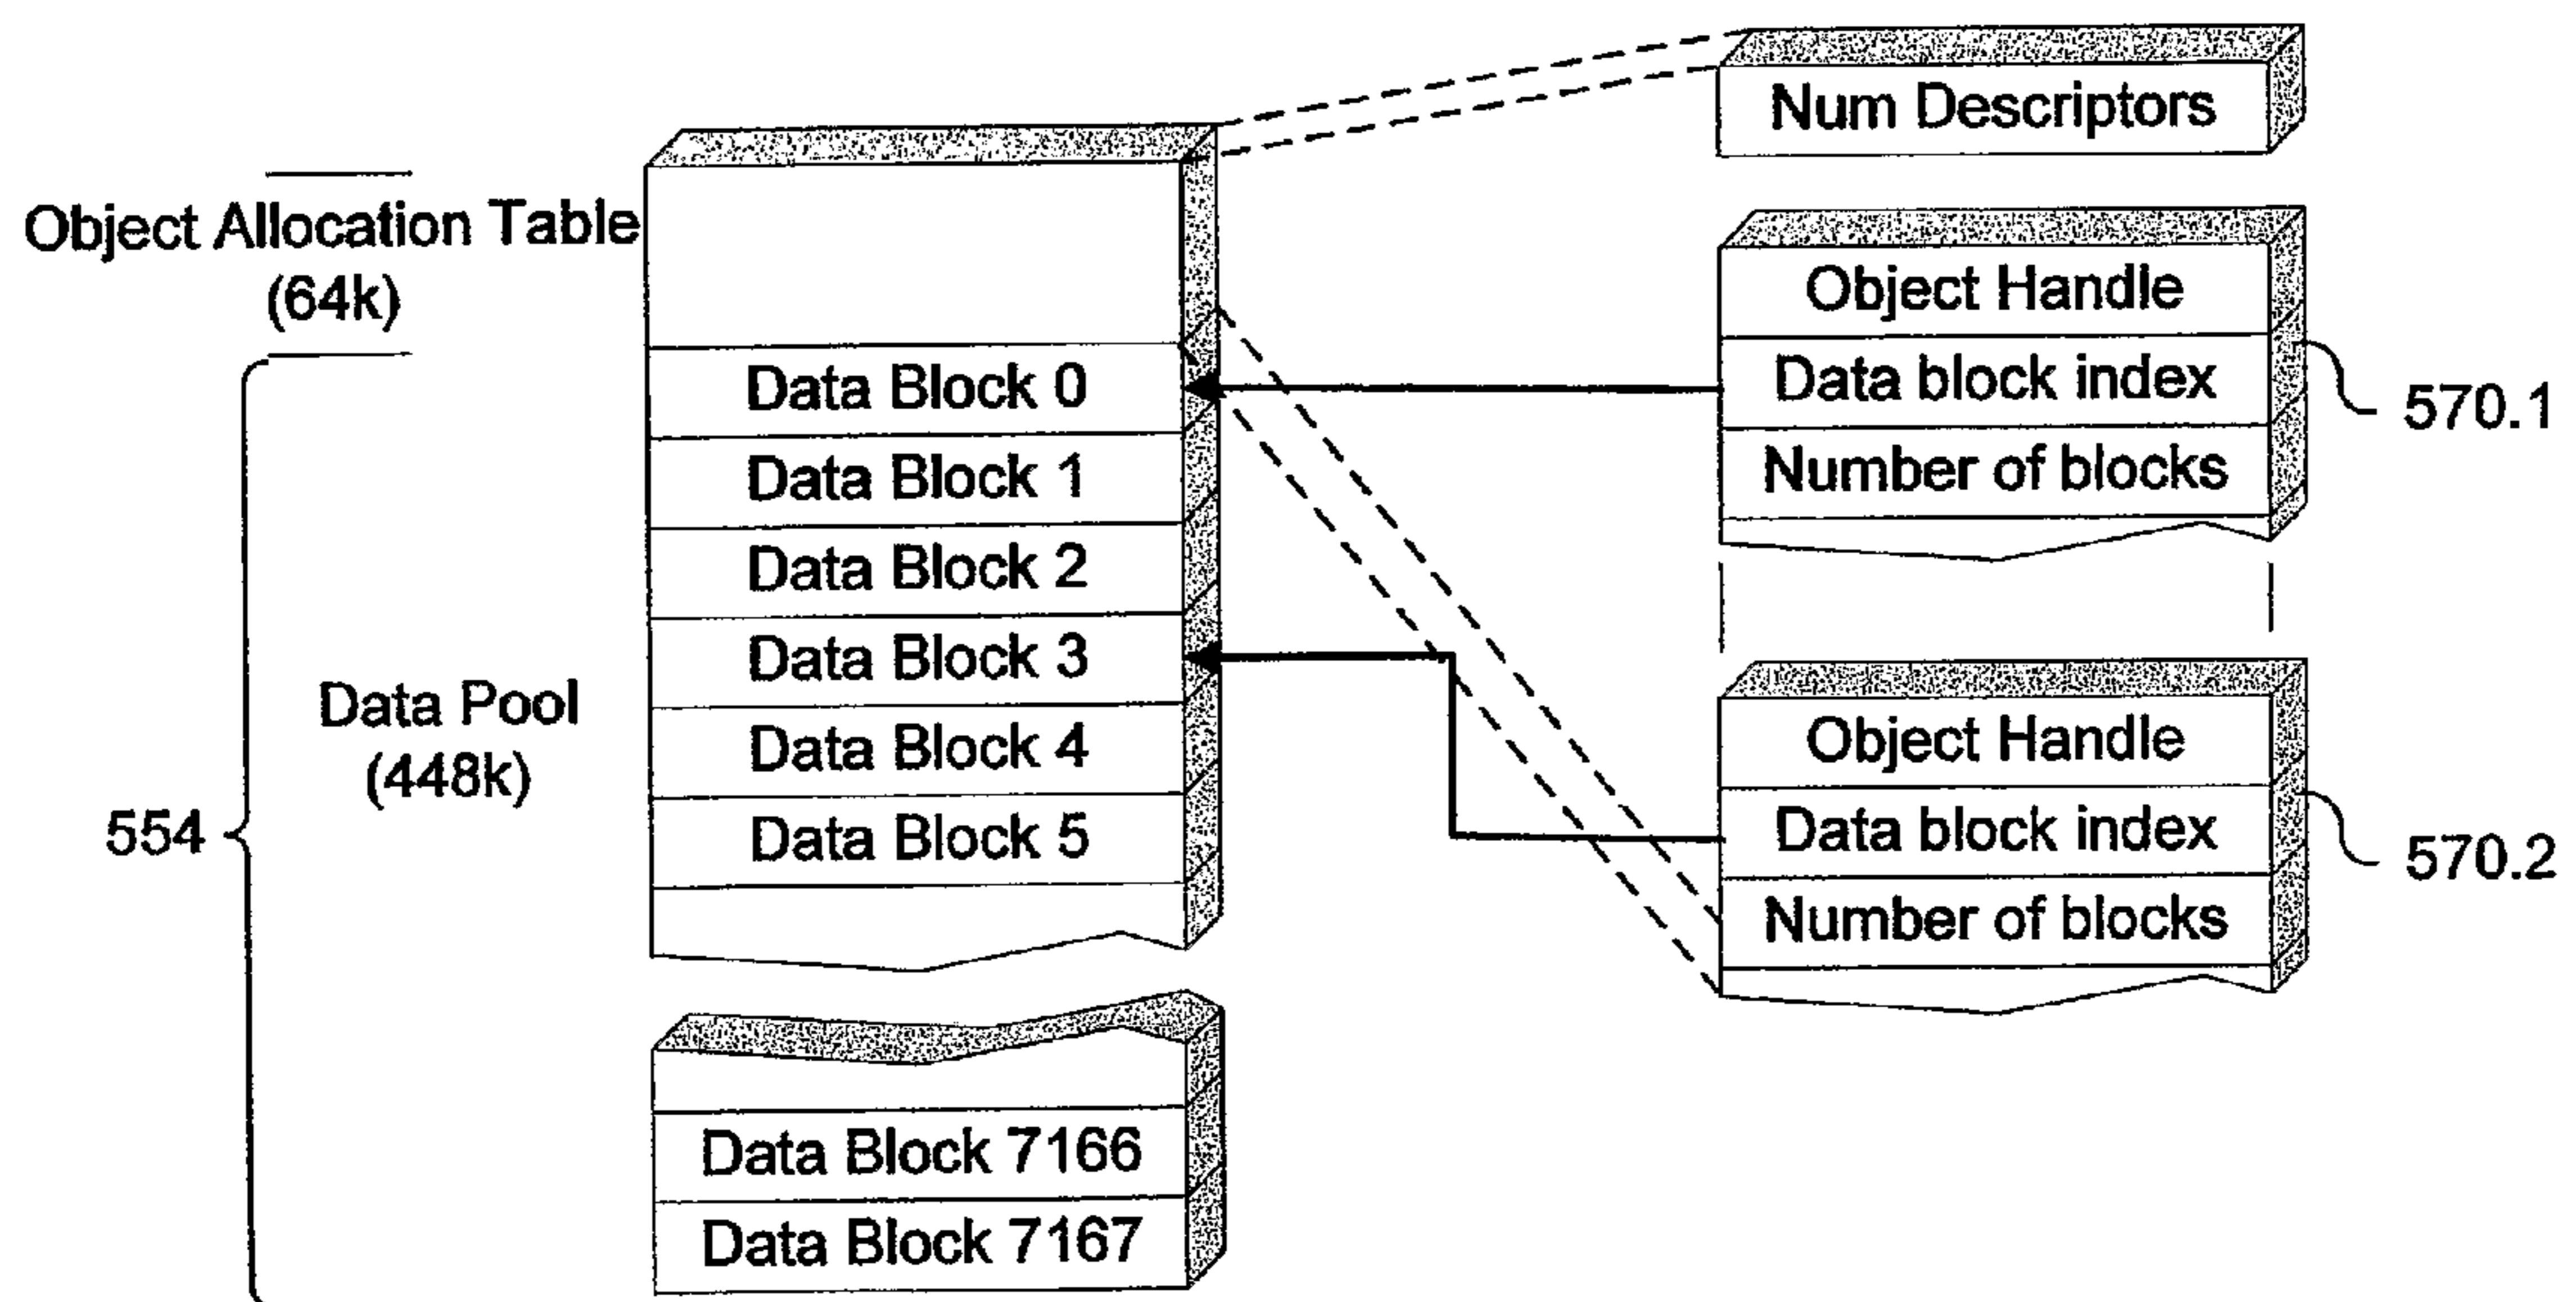 Object Allocation Table
(64k)
554
Data Pool
(448k)
Data Block 0
Data Block 1
Data Block 2
Data Block 3
Data Block 4
Data Block 5
Data Block 7166
Data Block 7167
Num Descriptors
Object Handle
Data block index
Number of blocks
570.1
Object Handle
Data block index
Number of blocks
570.2